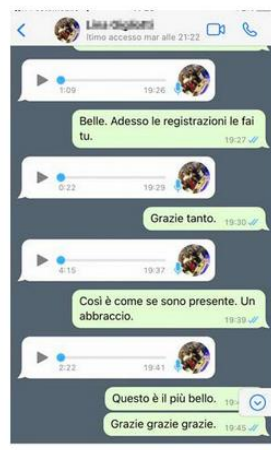 ltimo accesso mar alle 21:22
1:09 19:26
Belle. Adesso le registrazioni le fai
tu.
19:27
0:22 19:29
Grazie tanto. 19:30
4:15 19:37
Così è come se sono presente. Un
abbraccio.
19:39
2:22 19:41
Questo è il più bello.
Grazie grazie grazie. 19:45